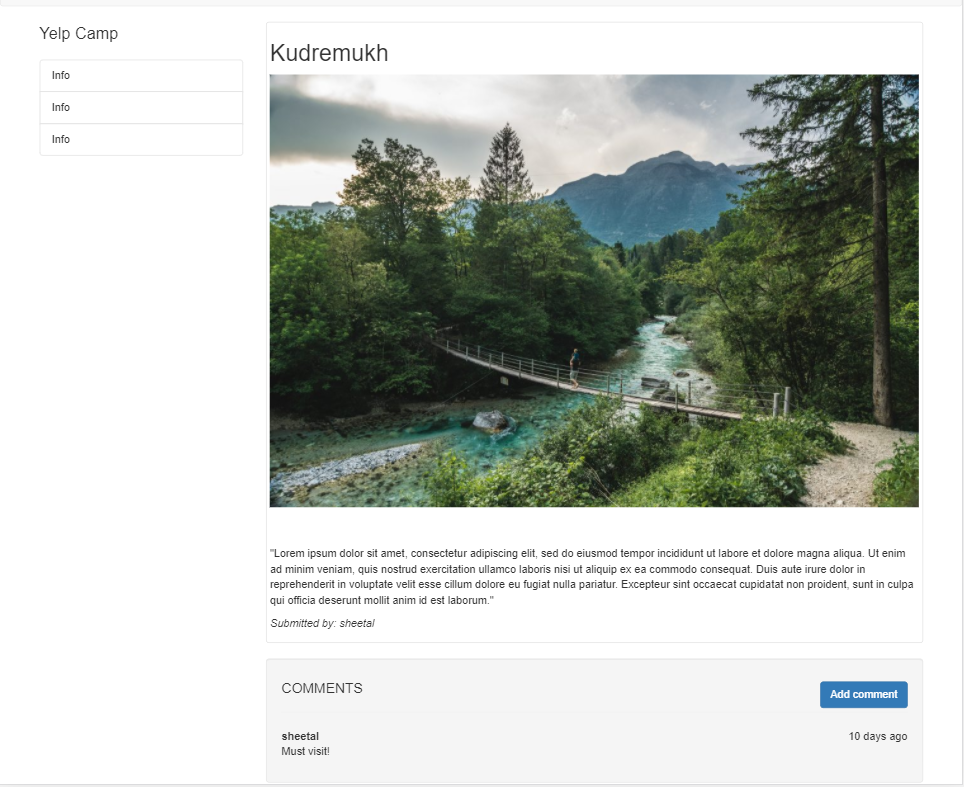 Yelp Camp
Info
Info
Info
Kudremukh
"Lorem ipsum dolor sit amet, consectetur adipiscing elit, sed do eiusmod tempor incididunt ut labore et dolore magna aliqua. Ut enim
ad minim veniam, quis nostrud exercitation ullamco laboris nisi ut aliquip ex ea commodo consequat. Duis aute irure dolor in
reprehenderit in voluptate velit esse cillum dolore eu fugiat nulla pariatur. Excepteur sint occaecat cupidatat non proident, sunt in culpa
qui officia deserunt mollit anim id est laborum."
Submitted by: sheetal
COMMENTS
Add comment
sheetal
10 days ago
Must visit!